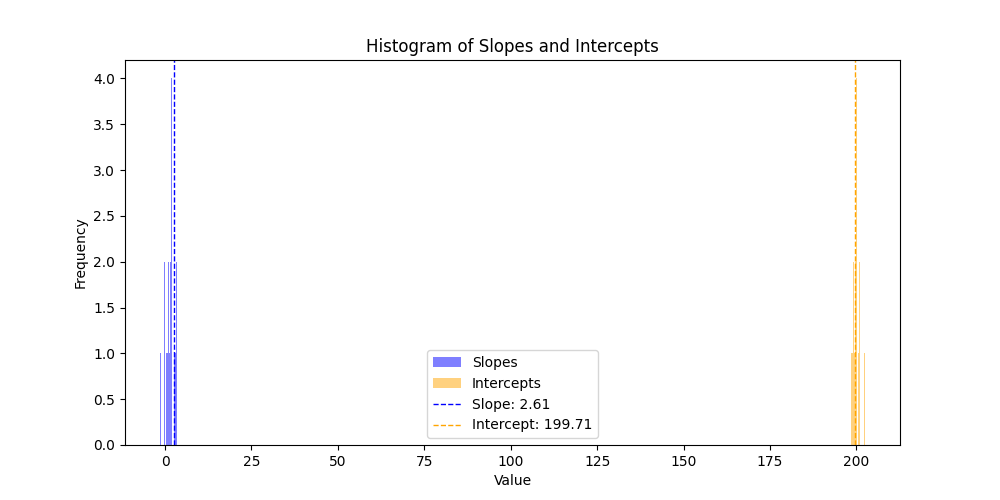 Histogram of Slopes and Intercepts
Frequency
4.0
3.5
3.0
2.5
2.0
1.5
1.0
0.5
0.0
Slopes
Intercepts
Slope: 2.61
Intercept: 199.71
0 25 50 75 100 125 150 175 200
Value